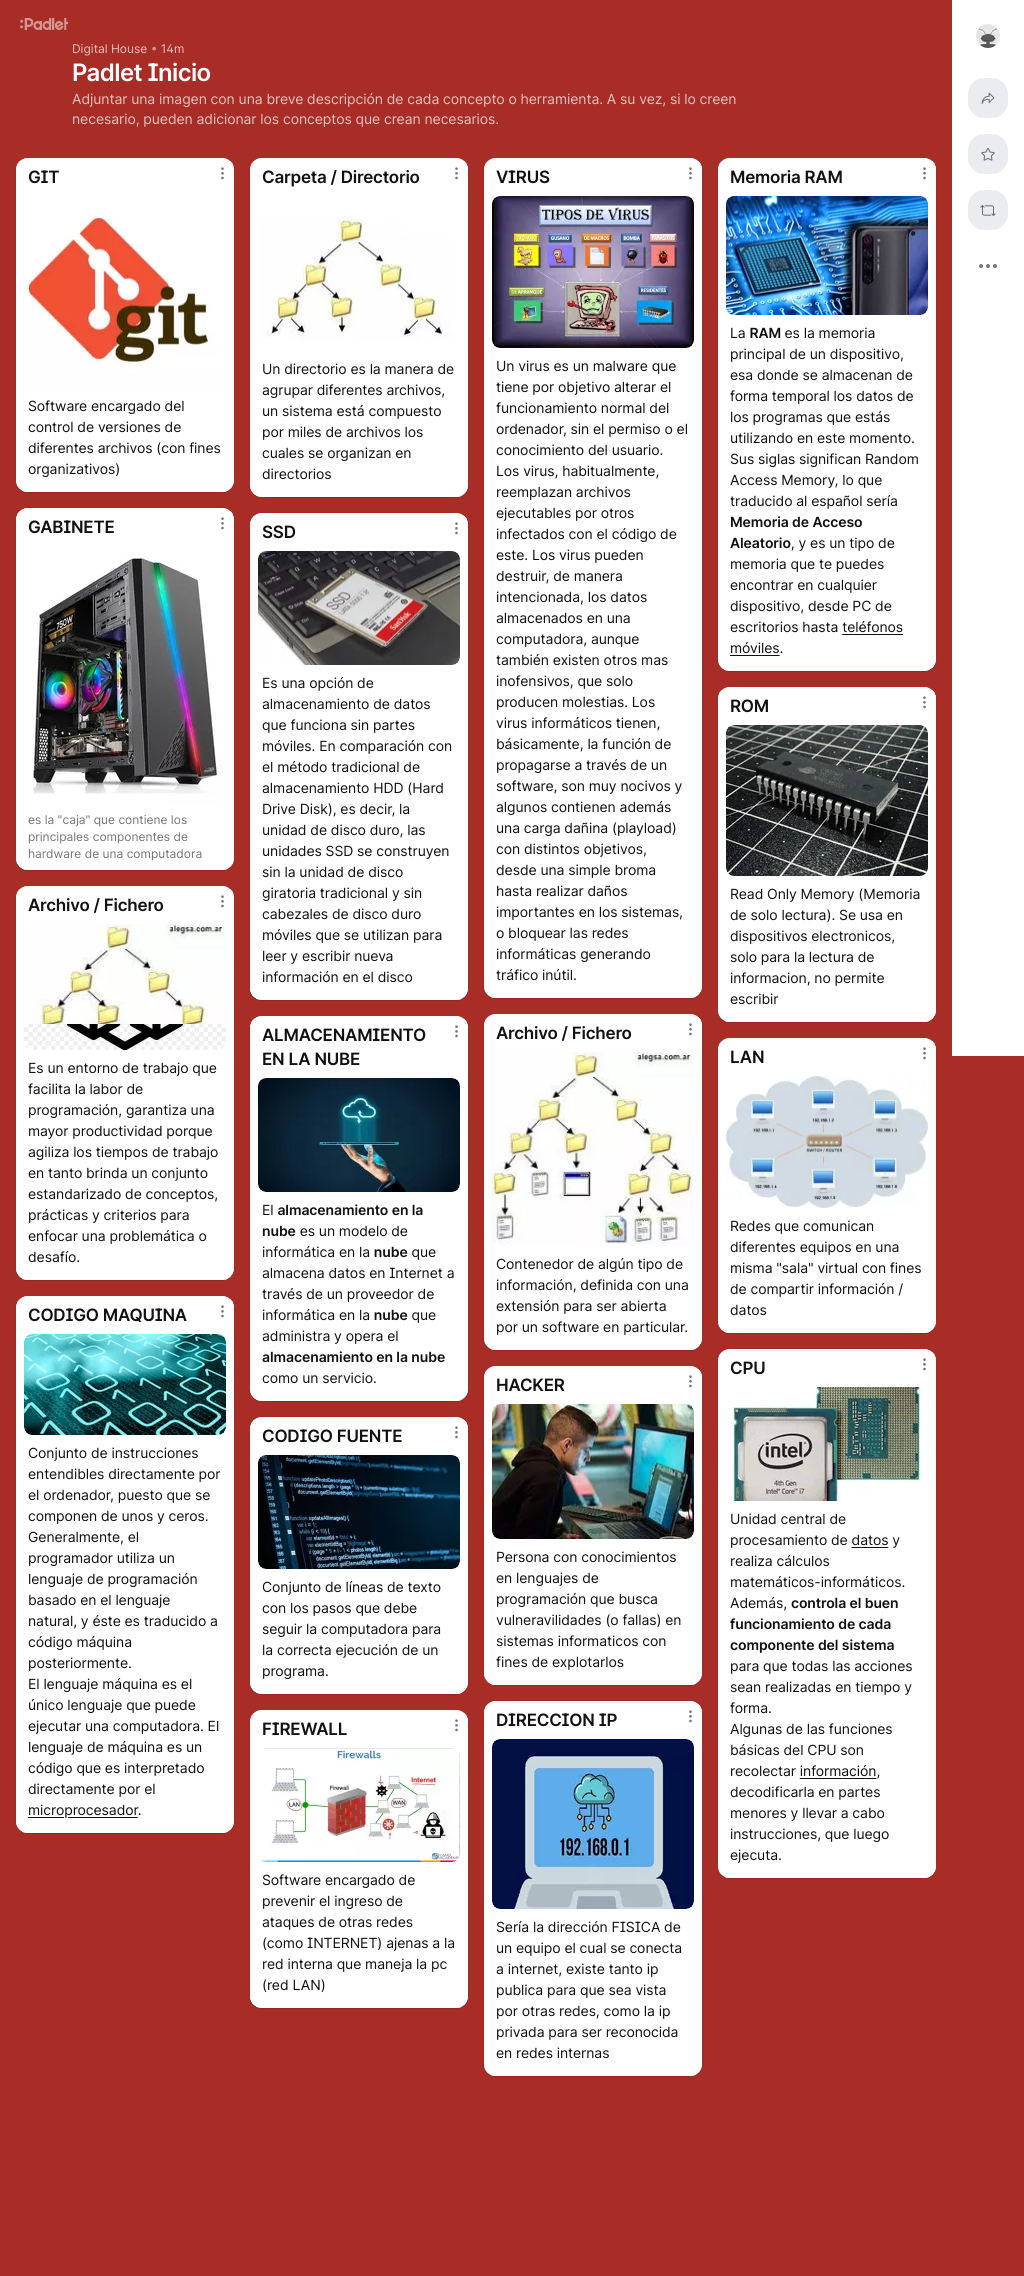 :Padlet
Digital House • 14m
Padlet Inicio
Adjuntar una imagen con una breve descripción de cada concepto o herramienta. A su vez, si lo creen
necesario, pueden adicionar los conceptos que crean necesarios.
GIT
git
Software encargado del
control de versiones de
diferentes archivos (con fines
organizativos)
GABINETE
750W
es la "caja" que contiene los
principales componentes de
hardware de una computadora
Archivo / Fichero
alegsa.com.ar
Es un entorno de trabajo que
facilita la labor de
programación, garantiza una
mayor productividad porque
agiliza los tiempos de trabajo
en tanto brinda un conjunto
estandarizado de conceptos,
prácticas y criterios para
enfocar una problemática o
desafío.
CODIGO MAQUINA
Conjunto de instrucciones
entendibles directamente por
el ordenador, puesto que se
componen de unos y ceros.
Generalmente, el
programador utiliza un
lenguaje de programación
basado en el lenguaje
natural, y éste es traducido a
código máquina
posteriormente.
El lenguaje máquina es el
único lenguaje que puede
ejecutar una computadora. El
lenguaje de máquina es un
código que es interpretado
directamente por el
microprocesador.
Carpeta / Directorio
Un directorio es la manera de
agrupar diferentes archivos,
un sistema está compuesto
por miles de archivos los
cuales se organizan en
directorios
SSD
SSD
SanDisk
Es una opción de
almacenamiento de datos
que funciona sin partes
móviles. En comparación con
el método tradicional de
almacenamiento HDD (Hard
Drive Disk), es decir, la
unidad de disco duro, las
unidades SSD se construyen
sin la unidad de disco
giratoria tradicional y sin
cabezales de disco duro
móviles que se utilizan para
leer y escribir nueva
información en el disco
ALMACENAMIENTO
EN LA NUBE
El almacenamiento en la
nube es un modelo de
informática en la nube que
almacena datos en Internet a
través de un proveedor de
informática en la nube que
administra y opera el
almacenamiento en la nube
como un servicio.
CODIGO FUENTE
Conjunto de líneas de texto
con los pasos que debe
seguir la computadora para
la correcta ejecución de un
programa.
FIREWALL
Firewalls
Firewall
Internet
LAN
WAN
Software encargado de
prevenir el ingreso de
ataques de otras redes
(como INTERNET) ajenas a la
red interna que maneja la pc
(red LAN)
VIRUS
TIPOS DE VIRUS
GUSANO
DE MACROS
BOMBA
RESIDENTES
Un virus es un malware que
tiene por objetivo alterar el
funcionamiento normal del
ordenador, sin el permiso o el
conocimiento del usuario.
Los virus, habitualmente,
reemplazan archivos
ejecutables por otros
infectados con el código de
este. Los virus pueden
destruir, de manera
intencionada, los datos
almacenados en una
computadora, aunque
también existen otros mas
inofensivos, que solo
producen molestias. Los
virus informáticos tienen,
básicamente, la función de
propagarse a través de un
software, son muy nocivos y
algunos contienen además
una carga dañina (playload)
con distintos objetivos,
desde una simple broma
hasta realizar daños
importantes en los sistemas,
o bloquear las redes
informáticas generando
tráfico inútil.
Archivo / Fichero
alegsa.com.ar
Contenedor de algún tipo de
información, definida con una
extensión para ser abierta
por un software en particular.
HACKER
Persona con conocimientos
en lenguajes de
programación que busca
vulneravilidades (o fallas) en
sistemas informaticos con
fines de explotarlos
DIRECCION IP
192.168.0.1
Sería la dirección FISICA de
un equipo el cual se conecta
a internet, existe tanto ip
publica para que sea vista
por otras redes, como la ip
privada para ser reconocida
en redes internas
Memoria RAM
La RAM es la memoria
principal de un dispositivo,
esa donde se almacenan de
forma temporal los datos de
los programas que estás
utilizando en este momento.
Sus siglas significan Random
Access Memory, lo que
traducido al español sería
Memoria de Acceso
Aleatorio, y es un tipo de
memoria que te puedes
encontrar en cualquier
dispositivo, desde PC de
escritorios hasta teléfonos
móviles.
ROM
Read Only Memory (Memoria
de solo lectura). Se usa en
dispositivos electronicos,
solo para la lectura de
informacion, no permite
escribir
LAN
SWITCH / ROUTER
Redes que comunican
diferentes equipos en una
misma "sala" virtual con fines
de compartir información /
datos
CPU
intel
4th Gen
Intel® Core™ i7
Unidad central de
procesamiento de datos y
realiza cálculos
matemáticos-informáticos.
Además, controla el buen
funcionamiento de cada
componente del sistema
para que todas las acciones
sean realizadas en tiempo y
forma.
Algunas de las funciones
básicas del CPU son
recolectar información,
decodificarla en partes
menores y llevar a cabo
instrucciones, que luego
ejecuta.